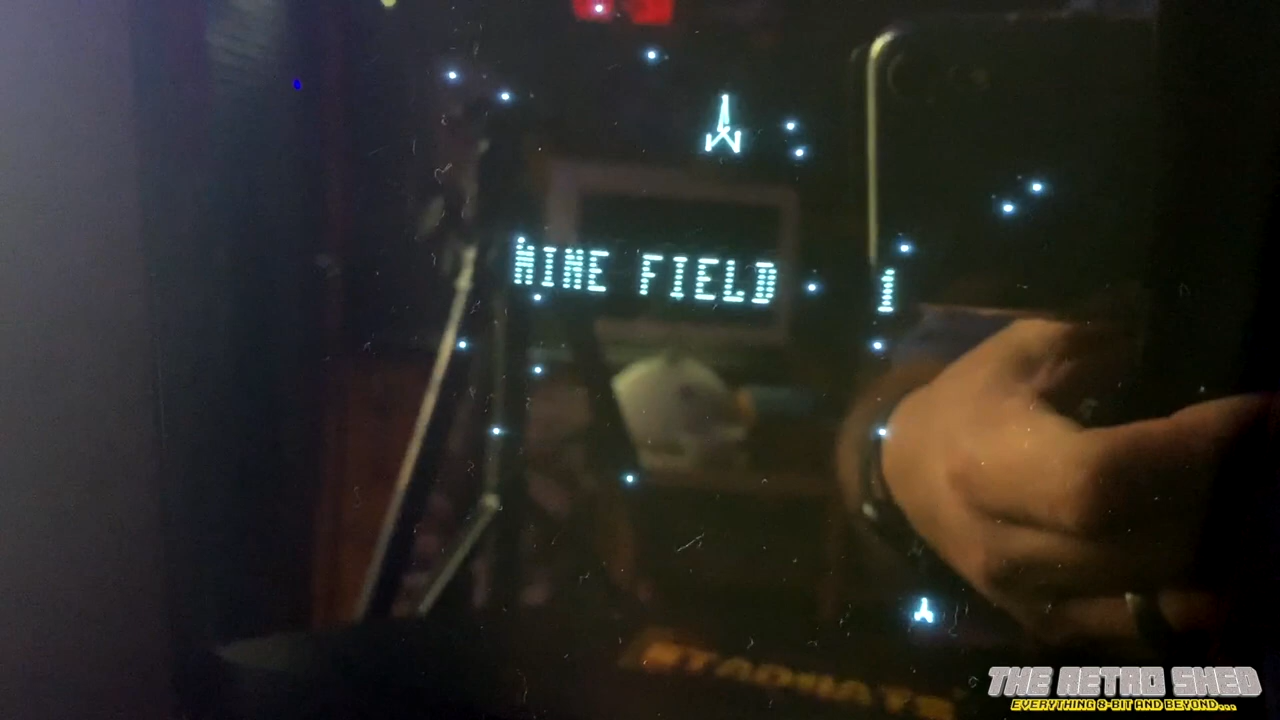 MINE FIELD 1
THE RETRO SHED
EVERYTHING 8-BIT AND BEYOND...